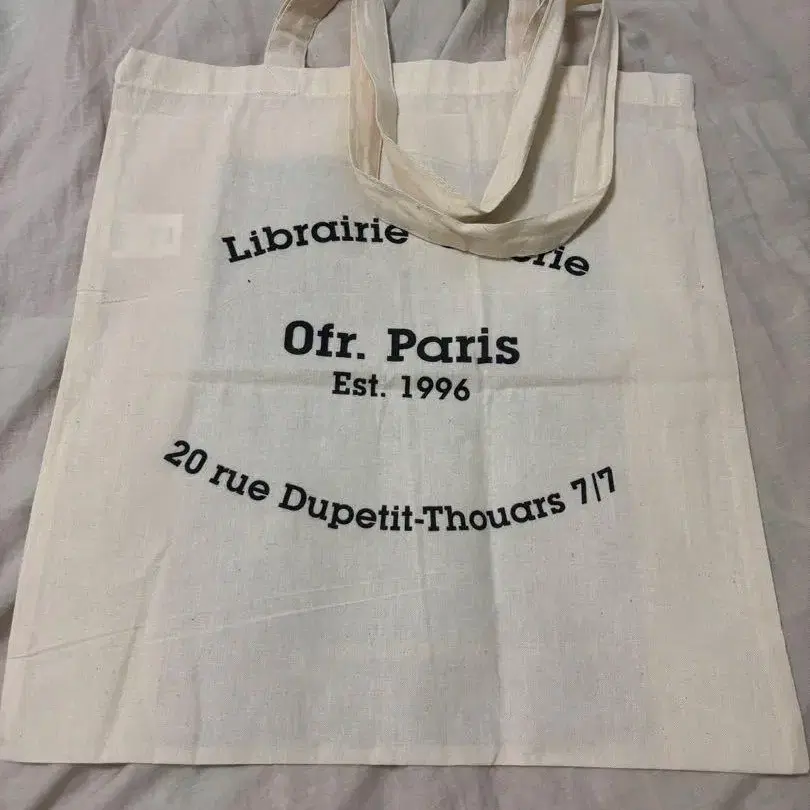 Librairie
Ofr. Paris
Est. 1996
20 rue Dupetit-Thouars 7/7